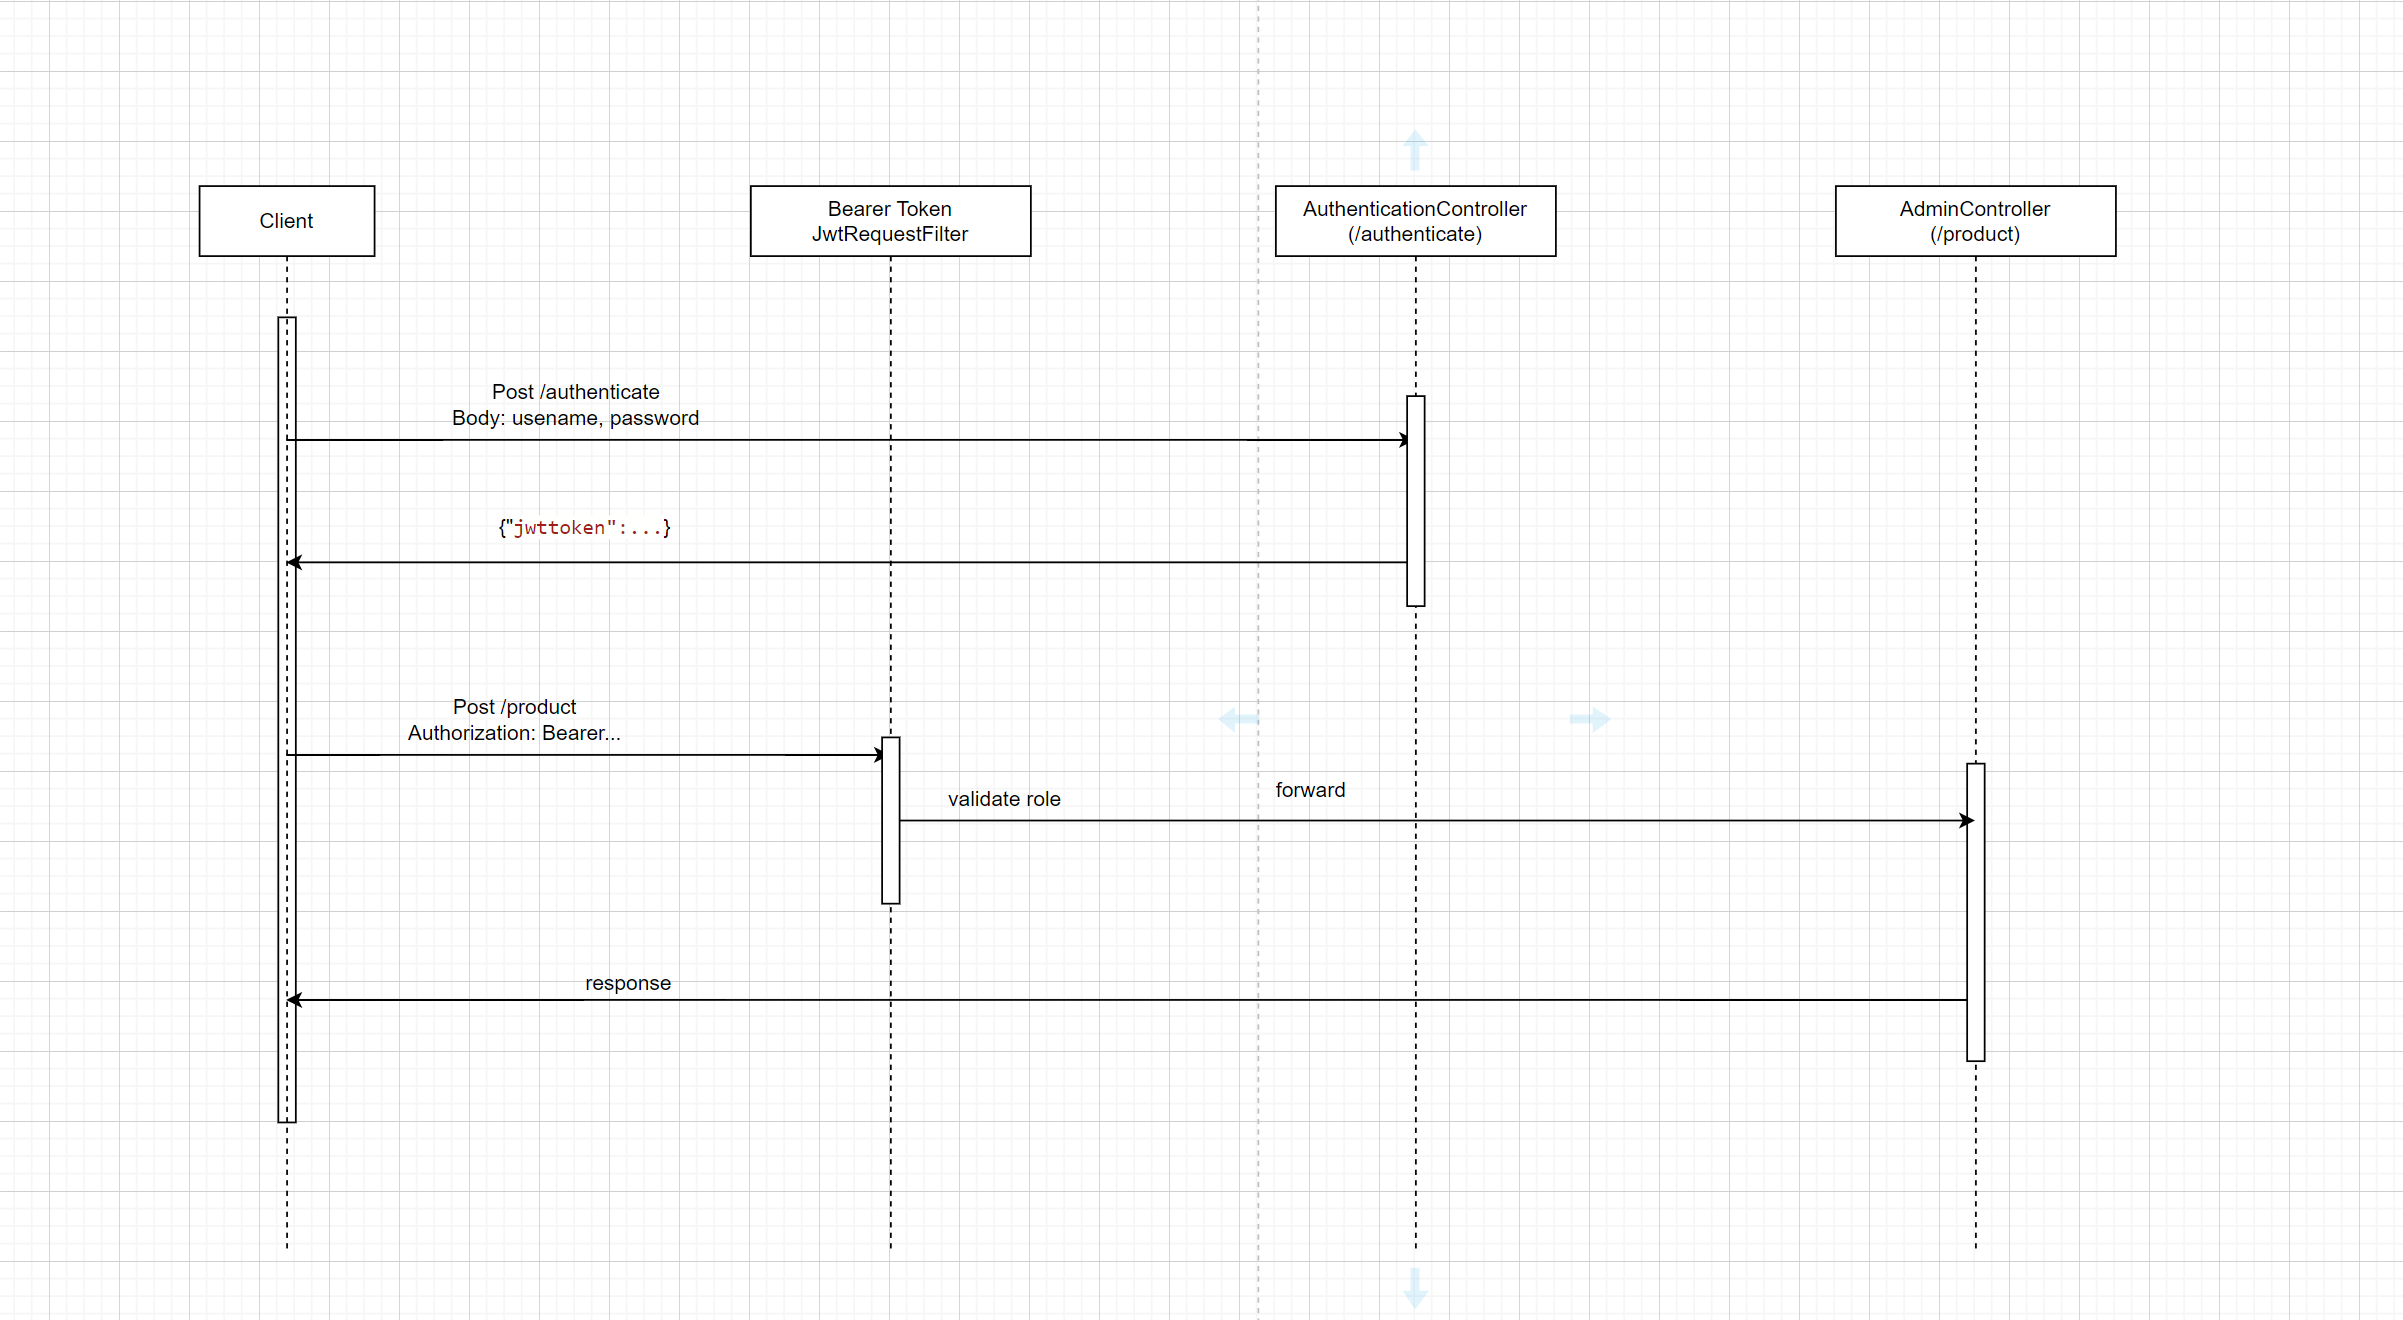 Client
Bearer Token
JwtRequestFilter
AuthenticationController
(/authenticate)
AdminController
(/product)
Post /authenticate
Body: usename, password
{"jwttoken":...}
Post /product
Authorization: Bearer...
validate role
forward
response